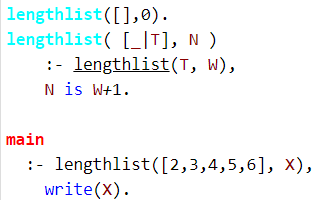 lengthlist([],0).
lengthlist( [_|T], N )
:- lengthlist(T, W),
N is W+1.
main
:- lengthlist([2,3,4,5,6], X),
write(X).